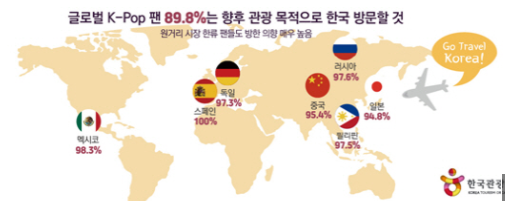 글로벌 K-Pop 팬 89.8%는 향후 관광 목적으로 한국 방문할 것
원거리 시장 한류 팬들도 방한 의향 매우 높음
Go Travel
Korea!
러시아
97.6%
독일
97.3%
스페인
100%
중국
95.4%
일본
94.8%
멕시코
98.3%
필리핀
97.5%
한국관광
KOREA TOURISM